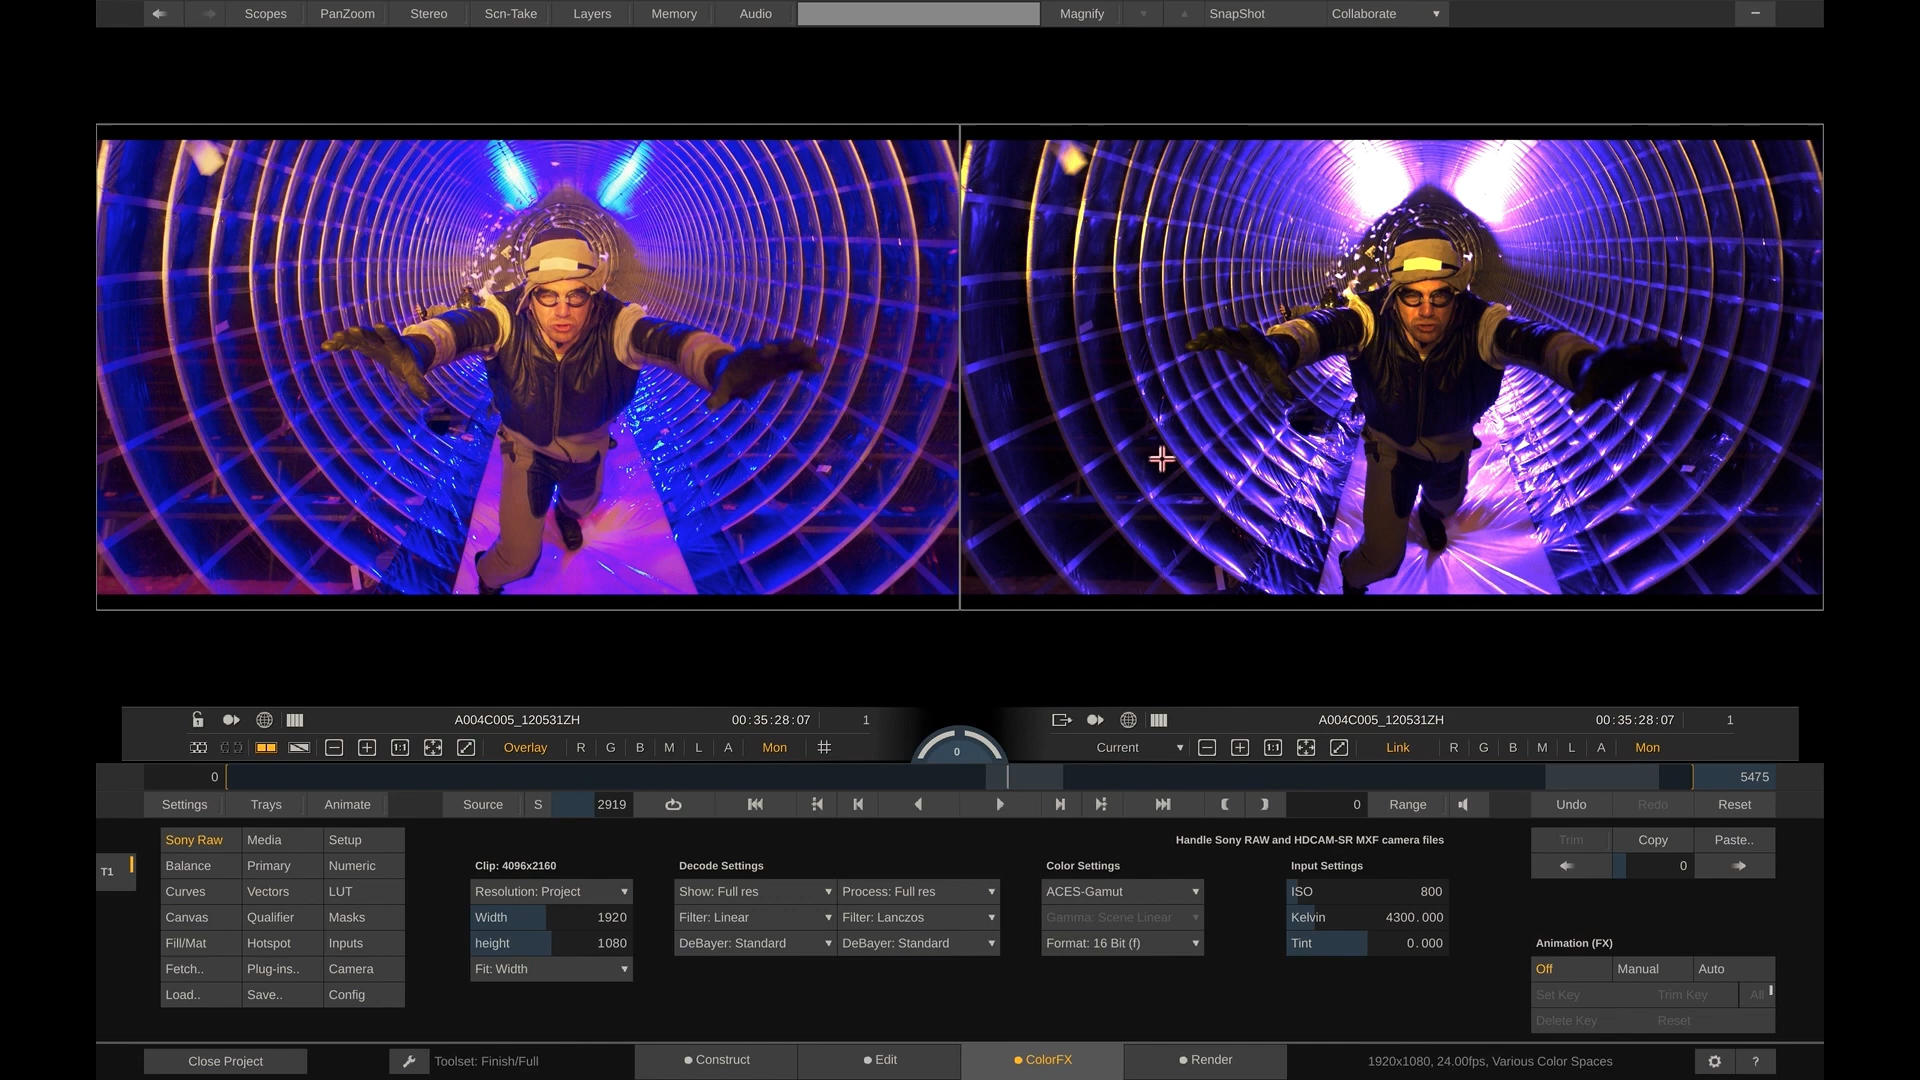 Scopes PanZoom Stereo Scn-Take Layers Memory Audio Magnify SnapShot Collaborate
A004C005_120531ZH 00:35:28:07 1 A004C005_120531ZH 00:35:28:07 1
1:1 Overlay R G B M L A Mon 0 Current 1:1 Link R G B M L A Mon
0 5475
Settings Trays Animate Source S 2919 0 Range Undo Redo Reset
Sony Raw Media Setup Handle Sony RAW and HDCAM-SR MXF camera files Trim Copy Paste..
T1 Balance Primary Numeric Clip: 4096x2160 Decode Settings Color Settings Input Settings 0
Curves Vectors LUT Resolution: Project Show: Full res Process: Full res ACES-Gamut ISO 800
Canvas Qualifier Masks Width 1920 Filter: Linear Filter: Lanczos Gamma: Scene Linear Kelvin 4300.000
Fill/Mat Hotspot Inputs height 1080 DeBayer: Standard DeBayer: Standard Format: 16 Bit (f) Tint 0.000 Animation (FX)
Fetch.. Plug-ins.. Camera Fit: Width Off Manual Auto
Load.. Save.. Config Set Key Trim Key All
Delete Key Reset
Close Project Toolset: Finish/Full Construct Edit ColorFX Render 1920x1080, 24.00fps, Various Color Spaces ?